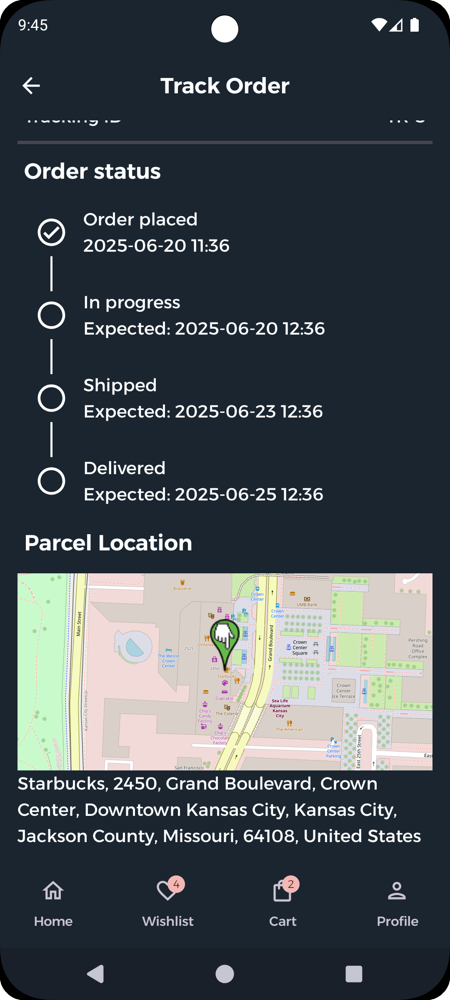 9:45
Track Order
Order status
Order placed
2025-06-20 11:36
In progress
Expected: 2025-06-20 12:36
Shipped
Expected: 2025-06-23 12:36
Delivered
Expected: 2025-06-25 12:36
Parcel Location
Brasserie
Crown
Center
UMB Bank
Crown
Center
Main Street
Grand Boulevard
Crown
Center
Square
Pershing
Road
Office
Complex
2525
The Westin
Crown
Center
2450
Starbucks
Cupcakin
Crown
Center
Ice Terrace
Kansas City Streetcar
Chip's
Candy
Factory
The Coterie
Sea Life
Aquarium
Kansas
City
The American
Chip's
Chocolate
Factory
Crown
Center
Parking
East 25th Street
East
San Francisco
Starbucks, 2450, Grand Boulevard, Crown
Center, Downtown Kansas City, Kansas City,
Jackson County, Missouri, 64108, United States
4
2
Home
Wishlist
Cart
Profile